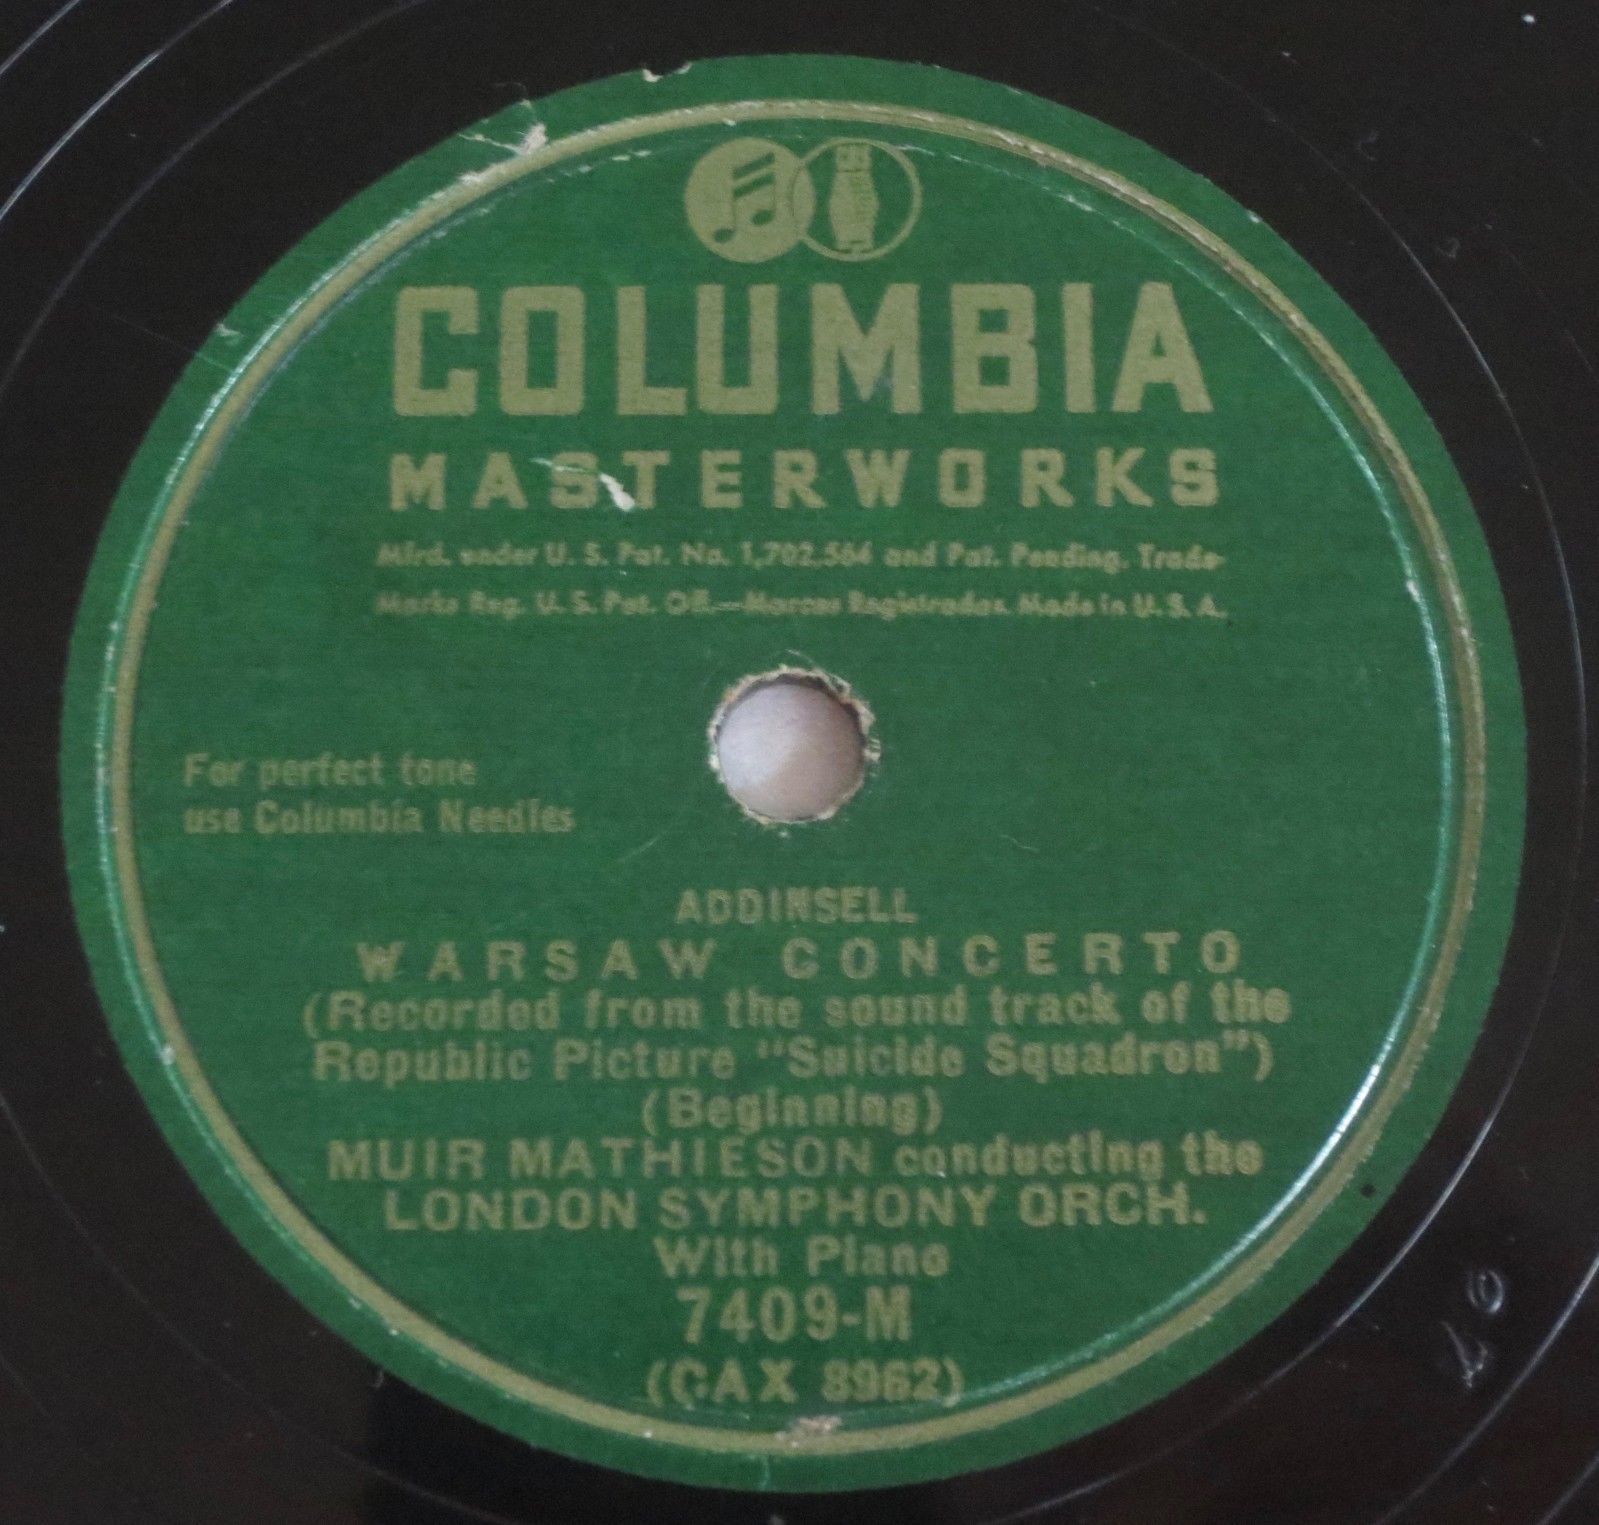 COLUMBIA
MASTERWORKS
Mfrd. under U. S. Pat. No. 1,702,564 and Pat. Pending. Trade-
Marks Reg. U. S. Pat. Off.—Marcas Registradas. Made in U. S. A.
For perfect tone
use Columbia Needles
ADDINSELL
WARSAW CONCERTO
(Recorded from the sound track of the
Republic Picture "Suicide Squadron")
(Beginning)
MUIR MATHIESON conducting the
LONDON SYMPHONY ORCH.
With Piano
7409-M
(CAX 8962)